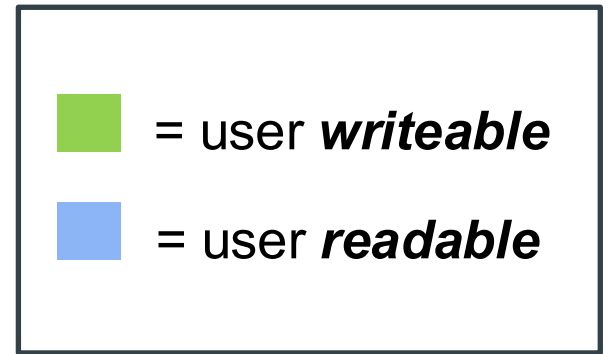 = user writeable
= user readable